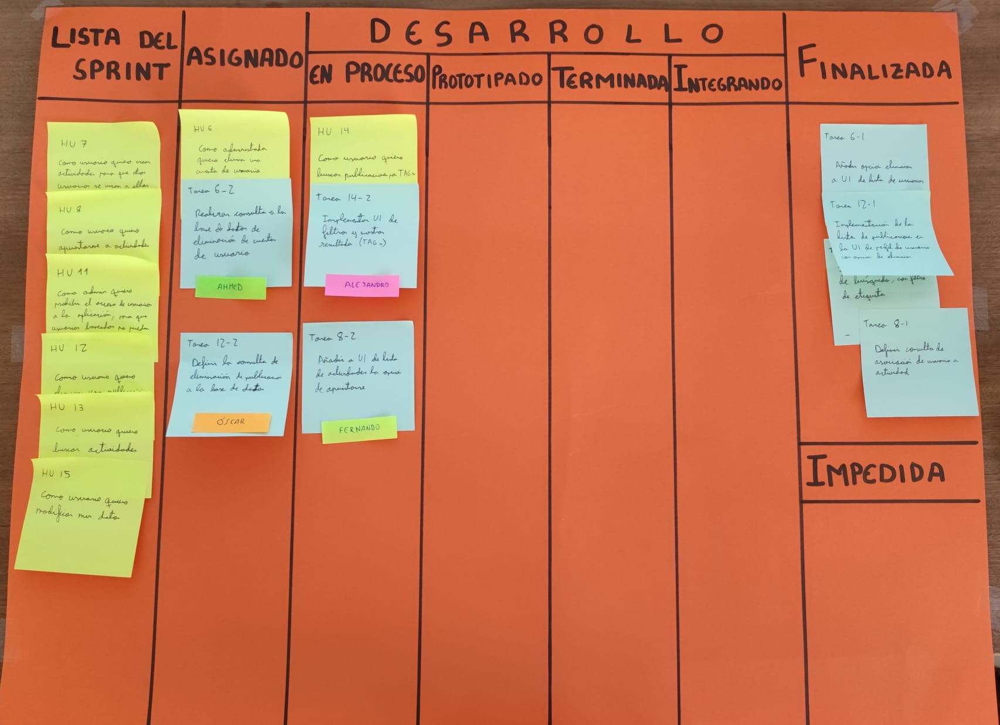 LISTA DEL
SPRINT
ASIGNADO
DESARROLLO
EN PROCESO
PROTOTIPADO
TERMINADA
INTEGRANDO
FINALIZADA
HU 7
Como usuario quiero crear
actividades para que otros
usuarios se unan a ellas
HU 8
Como usuario quiero
apuntarme a actividades
HU 11
Como admin quiero
prohibir el acceso de usuarios
a la aplicación, para que
usuarios baneados no puedan
HU 12
Como usuario quiero
HU 13
Como usuario quiero
buscar actividades
HU 15
Como usuario quiero
modificar mis datos
HU 6
Como administrador
quiero eliminar una
cuenta de usuario
Tarea 6-2
Realizar consulta a la
base de datos de
eliminación de cuentas
de usuario
AHMED
Tarea 12-2
Definir la consulta de
eliminación de publicación
a la base de datos
ÓSCAR
HU 14
Como usuario quiero
buscar publicaciones por TAGs
Tarea 14-2
Implementar UI de
filtros y mostrar
resultados (TAGs)
ALEJANDRO
Tarea 8-2
Añadir a UI de lista
de actividades la opción
de apuntarse
FERNANDO
Tarea 6-1
Añadir opción eliminar
a UI de lista de usuarios
Tarea 12-1
Implementación de la
lista de publicaciones en
la UI de perfil de usuario
con opción de eliminar
de búsqueda, con filtro
de etiqueta
Tarea 8-1
Definir consulta de
asociación de usuario a
actividad
IMPEDIDA